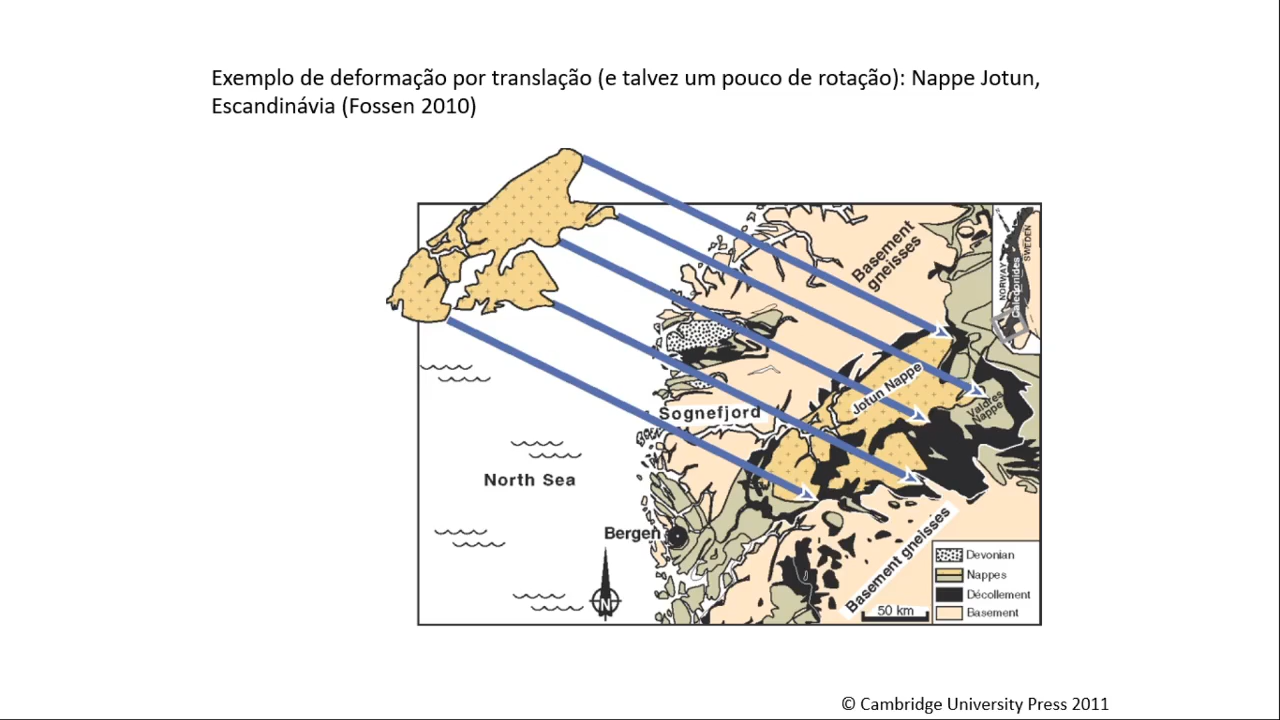 Exemplo de deformação por translação (e talvez um pouco de rotação): Nappe Jotun,
Escandinávia (Fossen 2010)
Basement
gneisses
NORWAY
Caledonides
SWEDEN
Jotun Nappe
Valdres
Nappe
Sognefjord
North Sea
Bergen
N
Basement gneisses
Devonian
Nappes
Décollement
Basement
50 km
© Cambridge University Press 2011